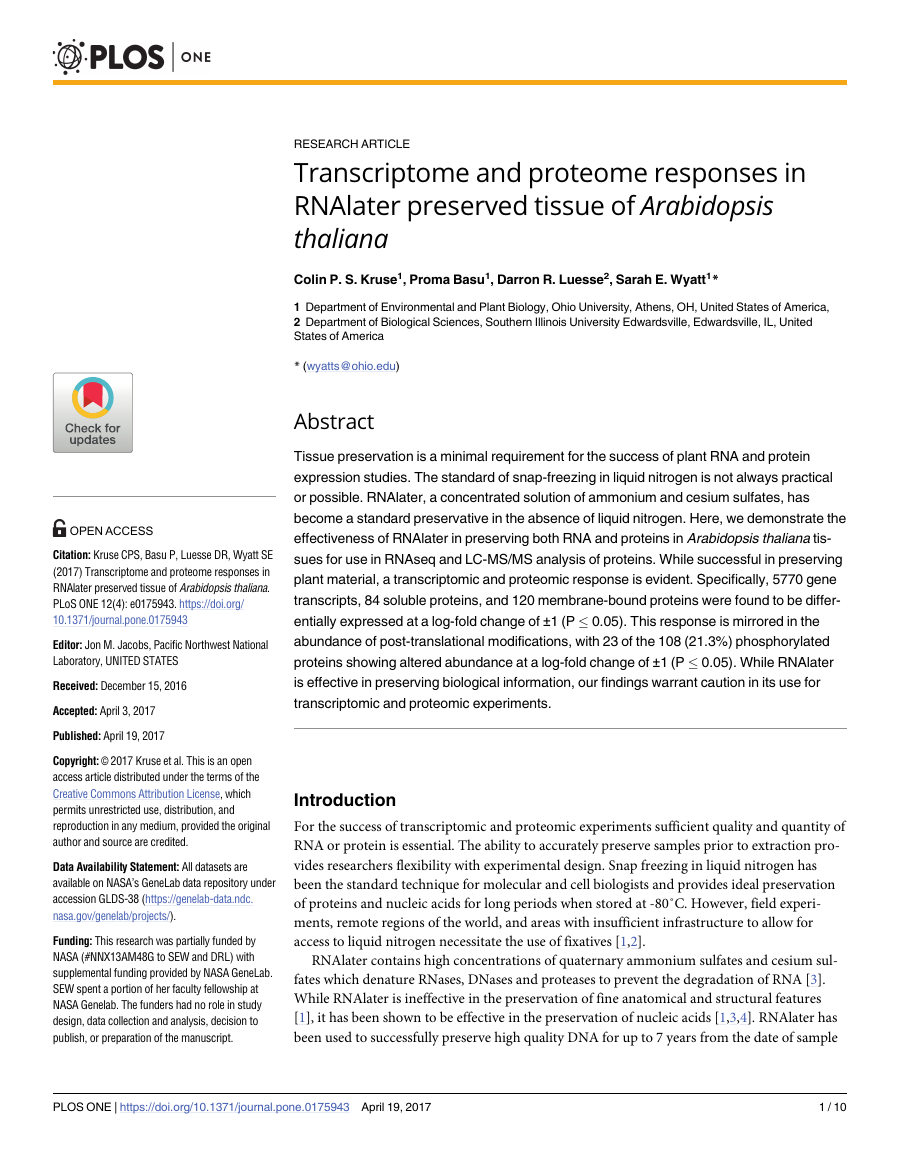 PLOS | ONE
RESEARCH ARTICLE
Transcriptome and proteome responses in
RNAlater preserved tissue of Arabidopsis
thaliana
Colin P. S. Kruse1, Proma Basu1, Darron R. Luesse2, Sarah E. Wyatt1*
1 Department of Environmental and Plant Biology, Ohio University, Athens, OH, United States of America,
2 Department of Biological Sciences, Southern Illinois University Edwardsville, Edwardsville, IL, United
States of America
* (wyatts@ohio.edu)
Abstract
Tissue preservation is a minimal requirement for the success of plant RNA and protein
expression studies. The standard of snap-freezing in liquid nitrogen is not always practical
or possible. RNAlater, a concentrated solution of ammonium and cesium sulfates, has
become a standard preservative in the absence of liquid nitrogen. Here, we demonstrate the
effectiveness of RNAlater in preserving both RNA and proteins in Arabidopsis thaliana tis-
sues for use in RNAseq and LC-MS/MS analysis of proteins. While successful in preserving
plant material, a transcriptomic and proteomic response is evident. Specifically, 5770 gene
transcripts, 84 soluble proteins, and 120 membrane-bound proteins were found to be differ-
entially expressed at a log-fold change of ±1 (P ≤ 0.05). This response is mirrored in the
abundance of post-translational modifications, with 23 of the 108 (21.3%) phosphorylated
proteins showing altered abundance at a log-fold change of ±1 (P ≤ 0.05). While RNAlater
is effective in preserving biological information, our findings warrant caution in its use for
transcriptomic and proteomic experiments.
Check for
updates
OPEN ACCESS
Citation: Kruse CPS, Basu P, Luesse DR, Wyatt SE
(2017) Transcriptome and proteome responses in
RNAlater preserved tissue of Arabidopsis thaliana.
PLoS ONE 12(4): e0175943. https://doi.org/
10.1371/journal.pone.0175943
Editor: Jon M. Jacobs, Pacific Northwest National
Laboratory, UNITED STATES
Received: December 15, 2016
Accepted: April 3, 2017
Published: April 19, 2017
Copyright: © 2017 Kruse et al. This is an open
access article distributed under the terms of the
Creative Commons Attribution License, which
permits unrestricted use, distribution, and
reproduction in any medium, provided the original
author and source are credited.
Data Availability Statement: All datasets are
available on NASA's GeneLab data repository under
accession GLDS-38 (https://genelab-data.ndc.
nasa.gov/genelab/projects/).
Funding: This research was partially funded by
NASA (#NNX13AM48G to SEW and DRL) with
supplemental funding provided by NASA GeneLab.
SEW spent a portion of her faculty fellowship at
NASA Genelab. The funders had no role in study
design, data collection and analysis, decision to
publish, or preparation of the manuscript.
Introduction
For the success of transcriptomic and proteomic experiments sufficient quality and quantity of
RNA or protein is essential. The ability to accurately preserve samples prior to extraction pro-
vides researchers flexibility with experimental design. Snap freezing in liquid nitrogen has
been the standard technique for molecular and cell biologists and provides ideal preservation
of proteins and nucleic acids for long periods when stored at -80˚C. However, field experi-
ments, remote regions of the world, and areas with insufficient infrastructure to allow for
access to liquid nitrogen necessitate the use of fixatives [1,2].
RNAlater contains high concentrations of quaternary ammonium sulfates and cesium sul-
fates which denature RNases, DNases and proteases to prevent the degradation of RNA [3].
While RNAlater is ineffective in the preservation of fine anatomical and structural features
[1], it has been shown to be effective in the preservation of nucleic acids [1,3,4]. RNAlater has
been used to successfully preserve high quality DNA for up to 7 years from the date of sample
PLOS ONE | https://doi.org/10.1371/journal.pone.0175943 April 19, 2017
1 / 10